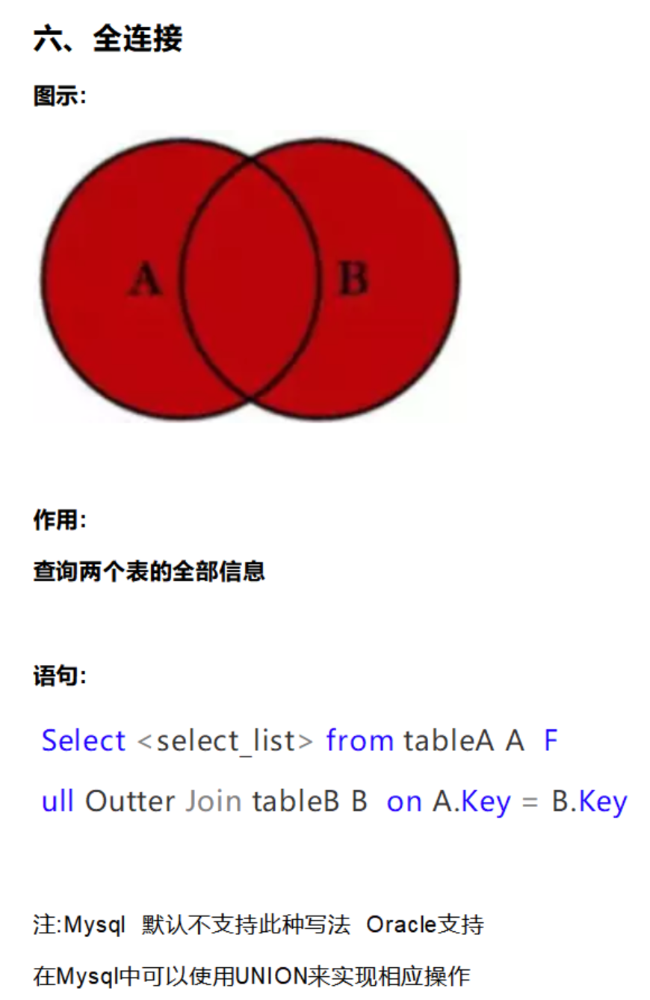 六、全连接
图示:
A B
作用:
查询两个表的全部信息
语句:
Select <select_list> from tableA A F
ull Outter Join tableB B on A.Key = B.Key
注:Mysql 默认不支持此种写法 Oracle支持
在Mysql中可以使用UNION来实现相应操作